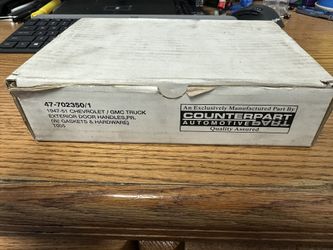 47-702350/1
1947-51 CHEVROLET / GMC TRUCK
EXTERIOR DOOR HANDLES, PR.
(W/ GASKETS & HARDWARE)
T005
An Exclusively Manufactured Part By
COUNTERPART
AUTOMOTIVE
Quality Assured